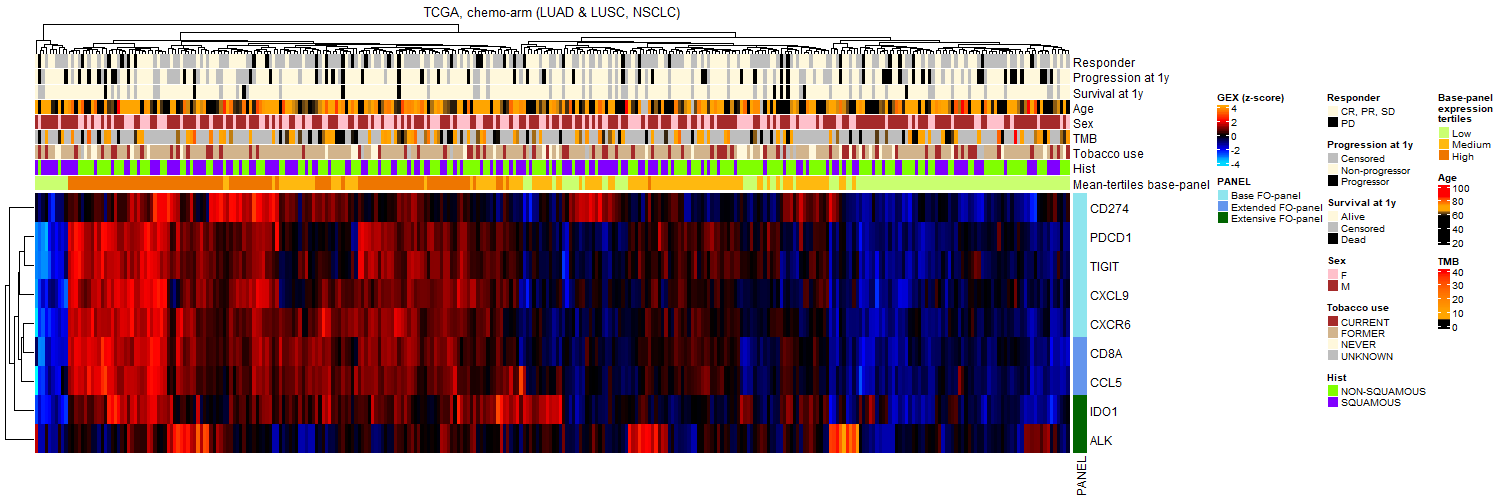 TCGA, chemo-arm (LUAD & LUSC, NSCLC)
Responder
Progression at 1y
Survival at 1y
Age
Sex
TMB
Tobacco use
Hist
Mean-tertiles base-panel
CD274
PDCD1
TIGIT
CXCL9
CXCR6
CD8A
CCL5
IDO1
ALK
PANEL
GEX (z-score)
4
2
0
-2
-4
PANEL
Base FO-panel
Extended FO-panel
Extensive FO-panel
Responder
CR, PR, SD
PD
Progression at 1y
Censored
Non-progressor
Progressor
Survival at 1y
Alive
Censored
Dead
Sex
F
M
Tobacco use
CURRENT
FORMER
NEVER
UNKNOWN
Hist
NON-SQUAMOUS
SQUAMOUS
Base-panel
expression
tertiles
Low
Medium
High
Age
100
80
60
40
20
TMB
40
30
20
10
0